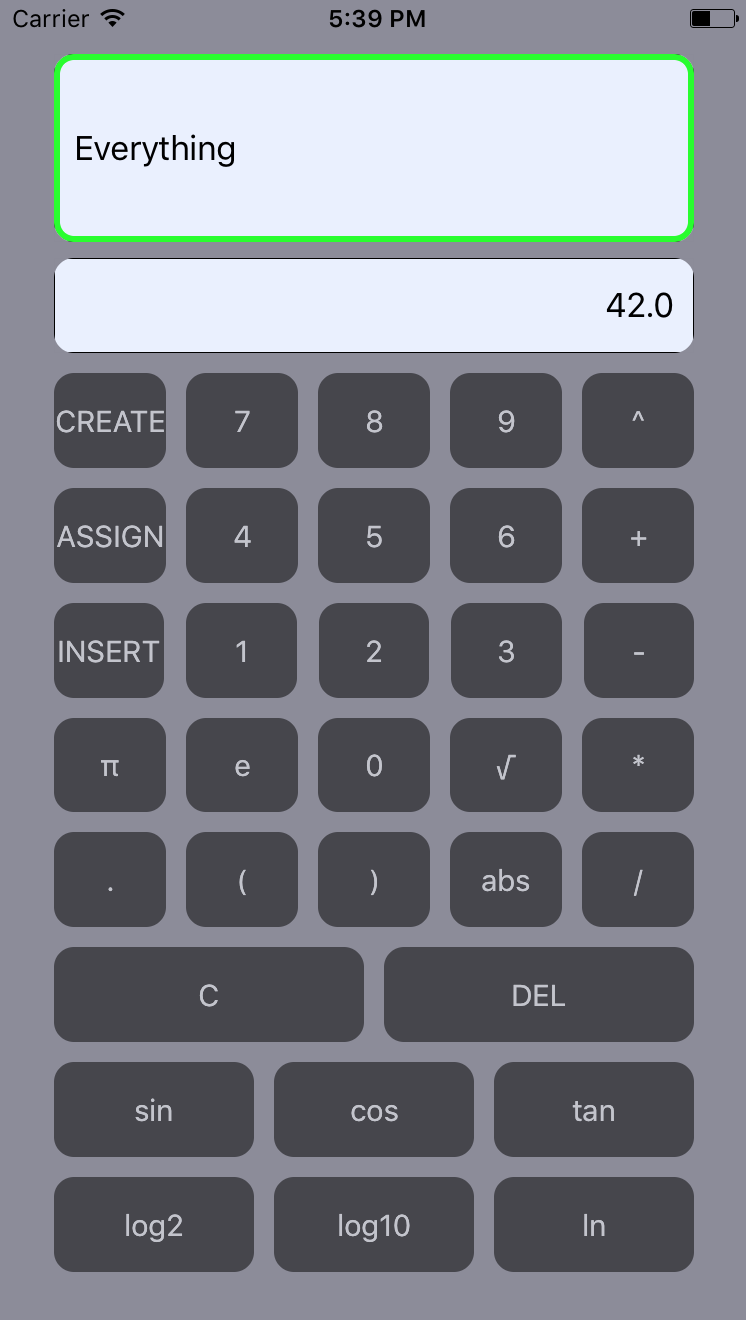 Carrier 5:39 PM
Everything
42.0
CREATE 7 8 9 ^
ASSIGN 4 5 6 +
INSERT 1 2 3 -
π e 0 √ *
. ( ) abs /
C DEL
sin cos tan
log2 log10 ln